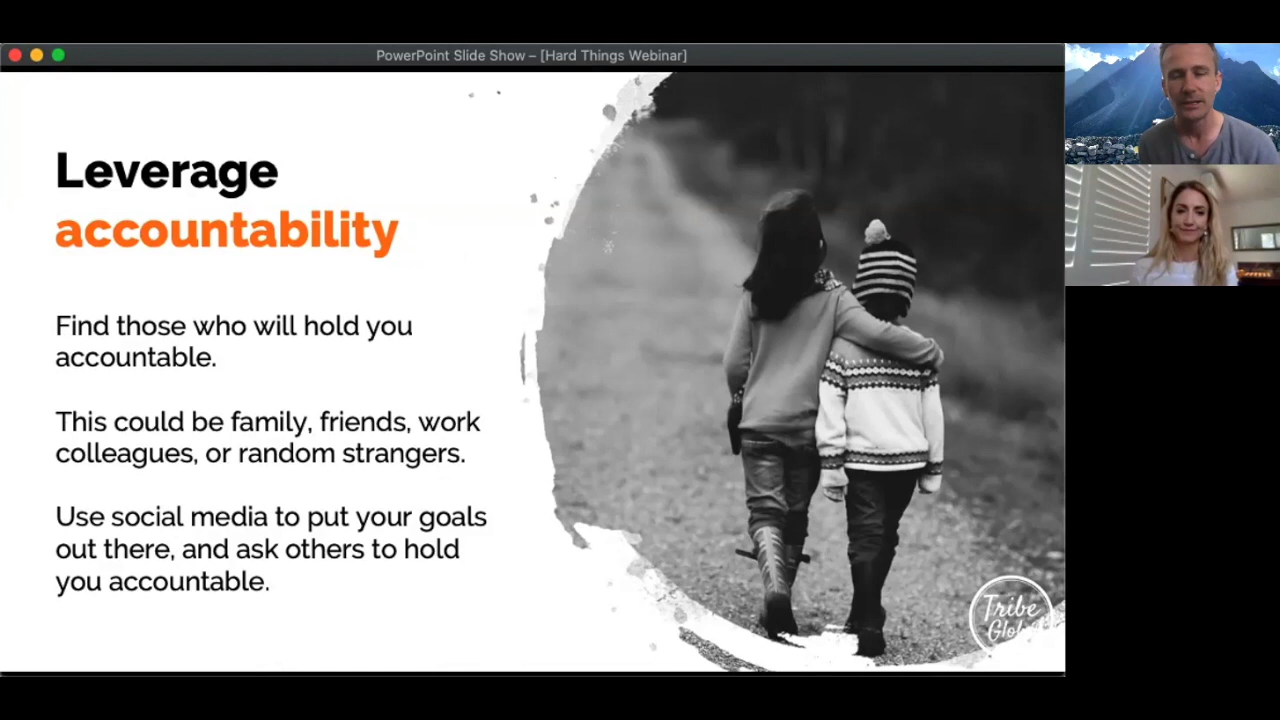 PowerPoint Slide Show – [Hard Things Webinar]
Leverage
accountability
Find those who will hold you
accountable.
This could be family, friends, work
colleagues, or random strangers.
Use social media to put your goals
out there, and ask others to hold
you accountable.
Tribe
Global